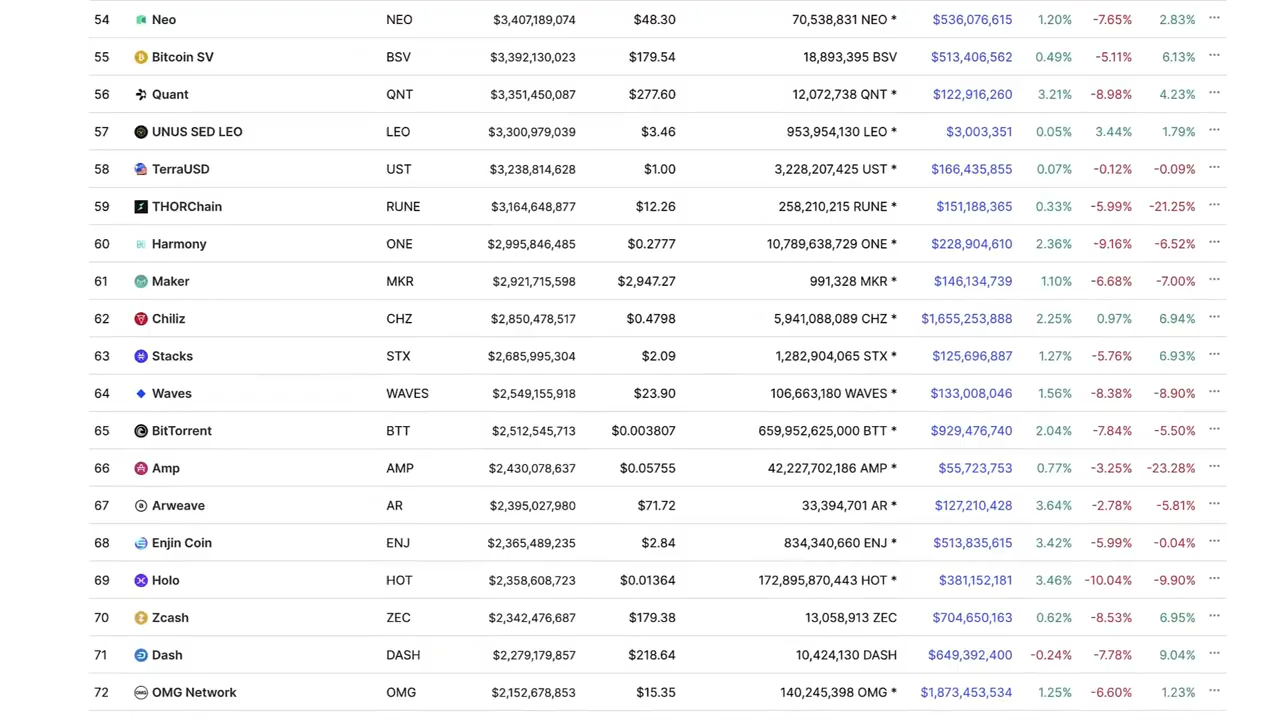 54 Neo NEO $3,407,189,074 $48.30 70,538,831 NEO * $536,076,615 1.20% -7.65% 2.83% ...
55 Bitcoin SV BSV $3,392,130,023 $179.54 18,893,395 BSV $513,406,562 0.49% -5.11% 6.13% ...
56 Quant QNT $3,351,450,087 $277.60 12,072,738 QNT * $122,916,260 3.21% -8.98% 4.23% ...
57 UNUS SED LEO LEO $3,300,979,039 $3.46 953,954,130 LEO * $3,003,351 0.05% 3.44% 1.79% ...
58 TerraUSD UST $3,238,814,628 $1.00 3,228,207,425 UST * $166,435,855 0.07% -0.12% -0.09% ...
59 THORChain RUNE $3,164,648,877 $12.26 258,210,215 RUNE * $151,188,365 0.33% -5.99% -21.25% ...
60 Harmony ONE $2,995,846,485 $0.2777 10,789,638,729 ONE * $228,904,610 2.36% -9.16% -6.52% ...
61 Maker MKR $2,921,715,598 $2,947.27 991,328 MKR * $146,134,739 1.10% -6.68% -7.00% ...
62 Chiliz CHZ $2,850,478,517 $0.4798 5,941,088,089 CHZ * $1,655,253,888 2.25% 0.97% 6.94% ...
63 Stacks STX $2,685,995,304 $2.09 1,282,904,065 STX * $125,696,887 1.27% -5.76% 6.93% ...
64 Waves WAVES $2,549,155,918 $23.90 106,663,180 WAVES * $133,008,046 1.56% -8.38% -8.90% ...
65 BitTorrent BTT $2,512,545,713 $0.003807 659,952,625,000 BTT * $929,476,740 2.04% -7.84% -5.50% ...
66 Amp AMP $2,430,078,637 $0.05755 42,227,702,186 AMP * $55,723,753 0.77% -3.25% -23.28% ...
67 Arweave AR $2,395,027,980 $71.72 33,394,701 AR * $127,210,428 3.64% -2.78% -5.81% ...
68 Enjin Coin ENJ $2,365,489,235 $2.84 834,340,660 ENJ * $513,835,615 3.42% -5.99% -0.04% ...
69 Holo HOT $2,358,608,723 $0.01364 172,895,870,443 HOT * $381,152,181 3.46% -10.04% -9.90% ...
70 Zcash ZEC $2,342,476,687 $179.38 13,058,913 ZEC $704,650,163 0.62% -8.53% 6.95% ...
71 Dash DASH $2,279,179,857 $218.64 10,424,130 DASH $649,392,400 -0.24% -7.78% 9.04% ...
72 OMG Network OMG $2,152,678,853 $15.35 140,245,398 OMG * $1,873,453,534 1.25% -6.60% 1.23% ...